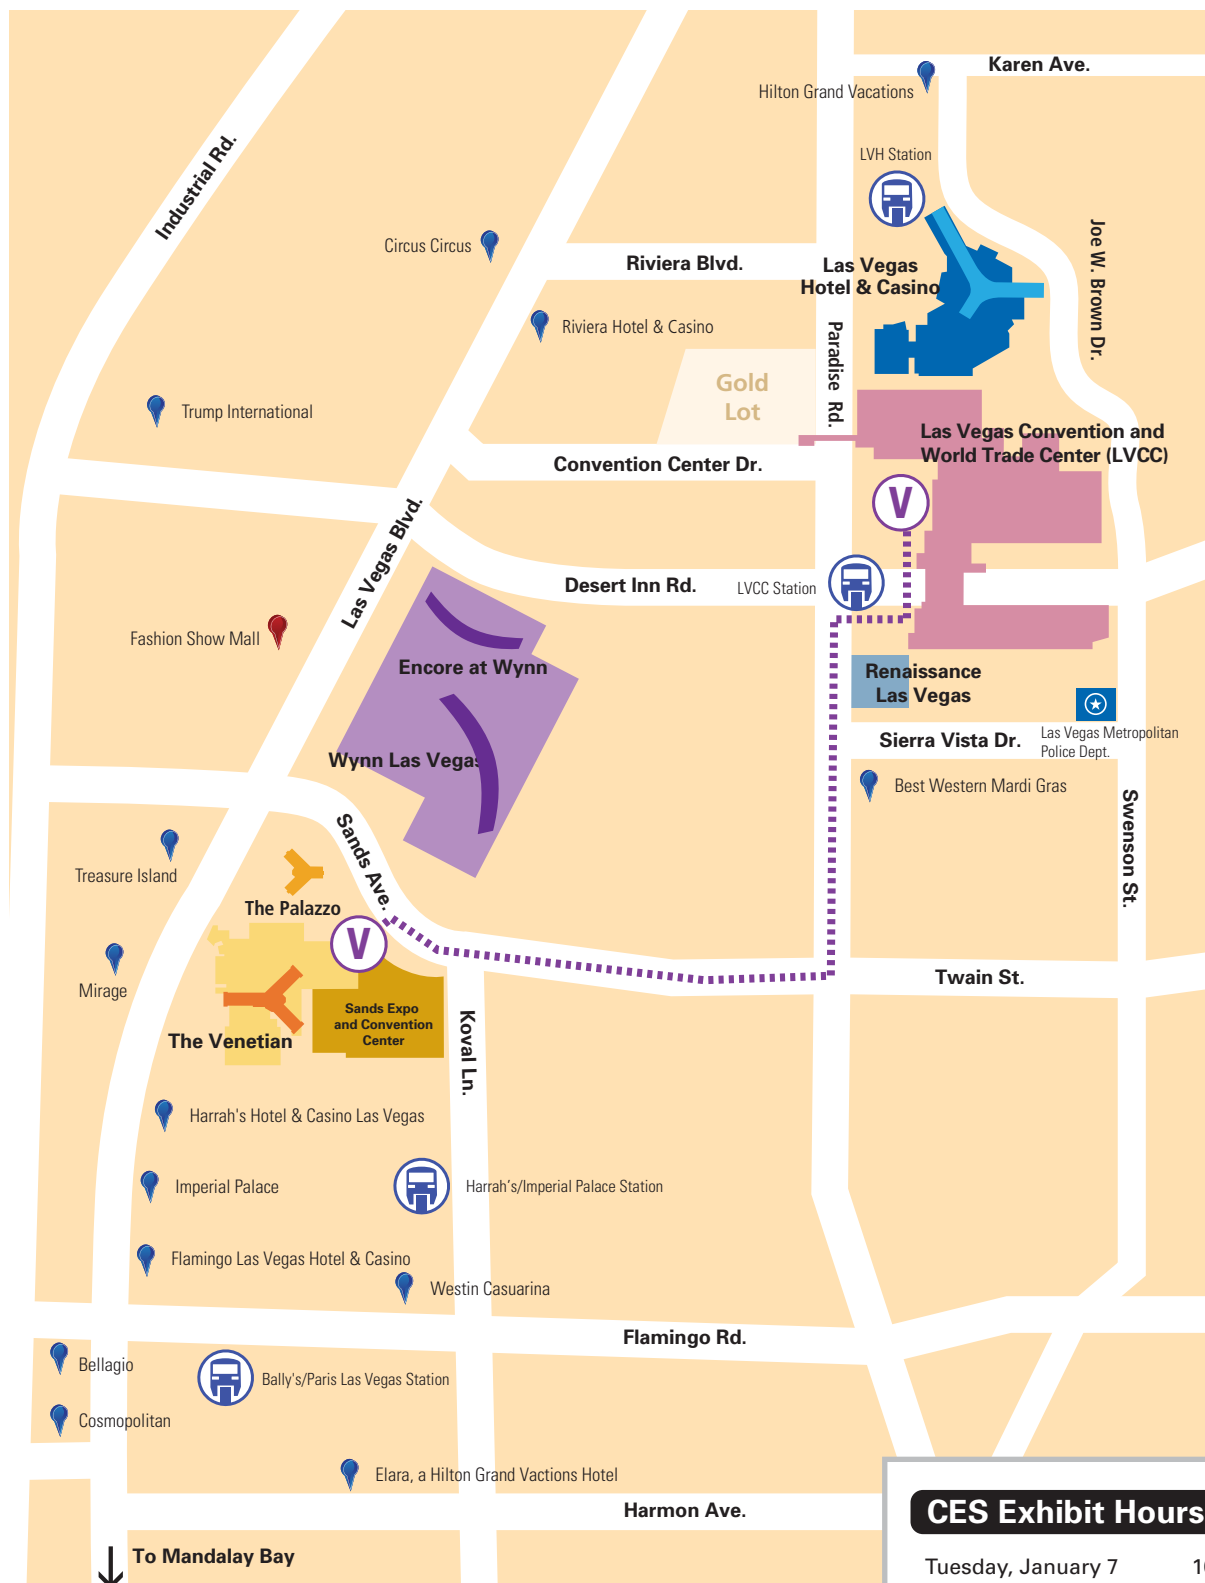 Karen Ave.
Hilton Grand Vacations
Industrial Rd.
LVH Station
Joe W. Brown Dr.
Circus Circus
Riviera Blvd.
Las Vegas
Hotel & Casino
Riviera Hotel & Casino
Paradise Rd.
Gold
Lot
Trump International
Las Vegas Convention and
World Trade Center (LVCC)
Convention Center Dr.
V
Las Vegas Blvd.
Desert Inn Rd.
LVCC Station
Fashion Show Mall
Encore at Wynn
Renaissance
Las Vegas
Wynn Las Vegas
Sierra Vista Dr.
Las Vegas Metropolitan
Police Dept.
Best Western Mardi Gras
Swenson St.
Sands Ave.
Treasure Island
The Palazzo
V
Mirage
Twain St.
Sands Expo
and Convention
Center
Koval Ln.
The Venetian
Harrah's Hotel & Casino Las Vegas
Imperial Palace
Harrah's/Imperial Palace Station
Flamingo Las Vegas Hotel & Casino
Westin Casuarina
Flamingo Rd.
Bellagio
Bally's/Paris Las Vegas Station
Cosmopolitan
Elara, a Hilton Grand Vactions Hotel
Harmon Ave.
CES Exhibit Hours
To Mandalay Bay
Tuesday, January 7